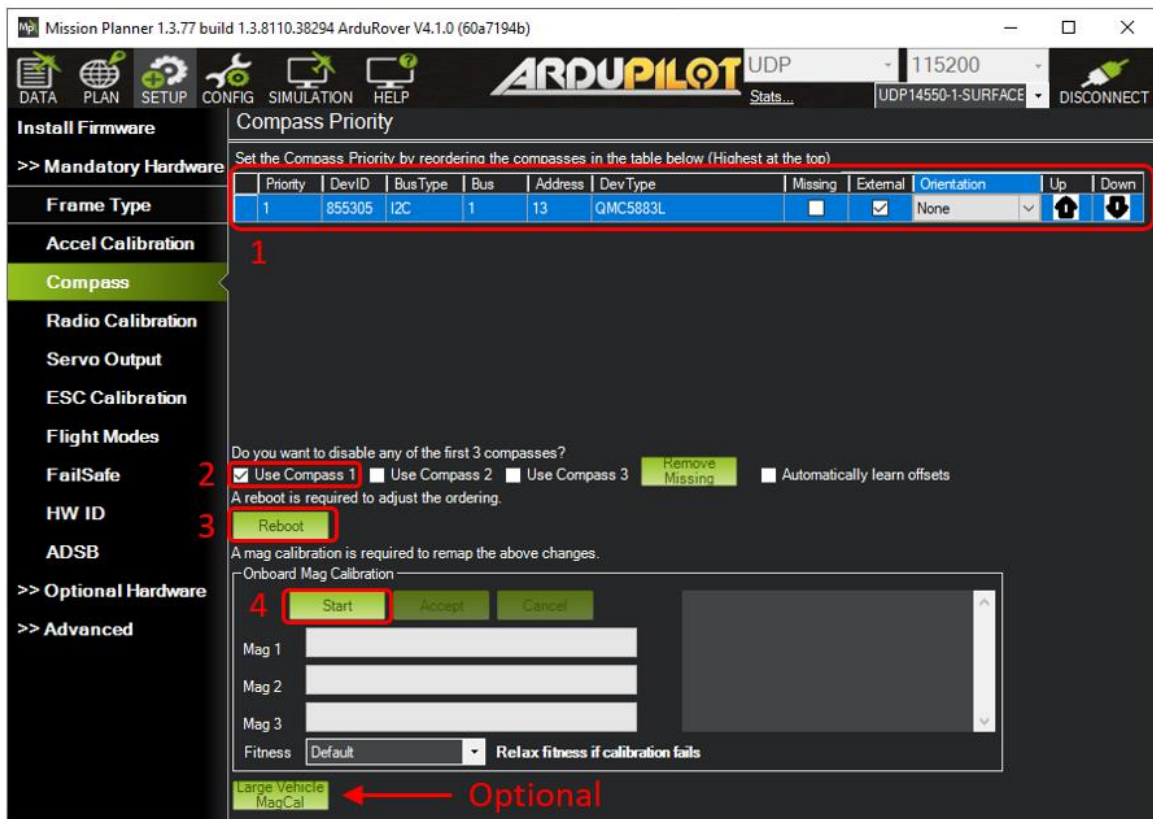 Mission Planner 1.3.77 build 1.3.8110.38294 ArduRover V4.1.0 (60a7194b)
DATA PLAN SETUP CONFIG SIMULATION HELP ARDUPILOT UDP 115200
Stats... UDP14550-1-SURFACE DISCONNECT
Install Firmware
>> Mandatory Hardware
Frame Type
Accel Calibration
Compass
Radio Calibration
Servo Output
ESC Calibration
Flight Modes
FailSafe
HW ID
ADSB
>> Optional Hardware
>> Advanced
Compass Priority
Set the Compass Priority by reordering the compasses in the table below (Highest at the top)
Priority DevID BusType Bus Address DevType Missing External Orientation Up Down
1 855305 I2C 1 13 QMC5883L None
1
Do you want to disable any of the first 3 compasses?
2 Use Compass 1 Use Compass 2 Use Compass 3 Remove Missing Automatically learn offsets
A reboot is required to adjust the ordering.
3 Reboot
A mag calibration is required to remap the above changes.
Onboard Mag Calibration
4 Start Accept Cancel
Mag 1
Mag 2
Mag 3
Fitness Default Relax fitness if calibration fails
Large Vehicle
MagCal
Optional